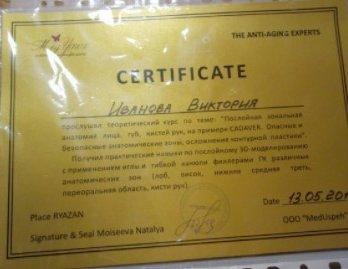 THE ANTI-AGING EXPERTS
CERTIFICATE
Иванова Виктория
прослушал теоретический курс по теме: "Послойная зональная
анатомия лица, губ, кистей рук, на примере CADAVER. Опасные и
безопасные анатомические зоны, осложнения контурной пластики".
Получил практические навыки по послойному 3D-моделированию
с применением иглы и гибкой канюли филлерами ГК различных
анатомических зон (лоб, висок, нижняя средняя треть,
периоральная область, кисти рук).
Date 13.05.201
Place RYAZAN
Signature & Seal Moiseeva Natalya
ООО "MedUspeh"